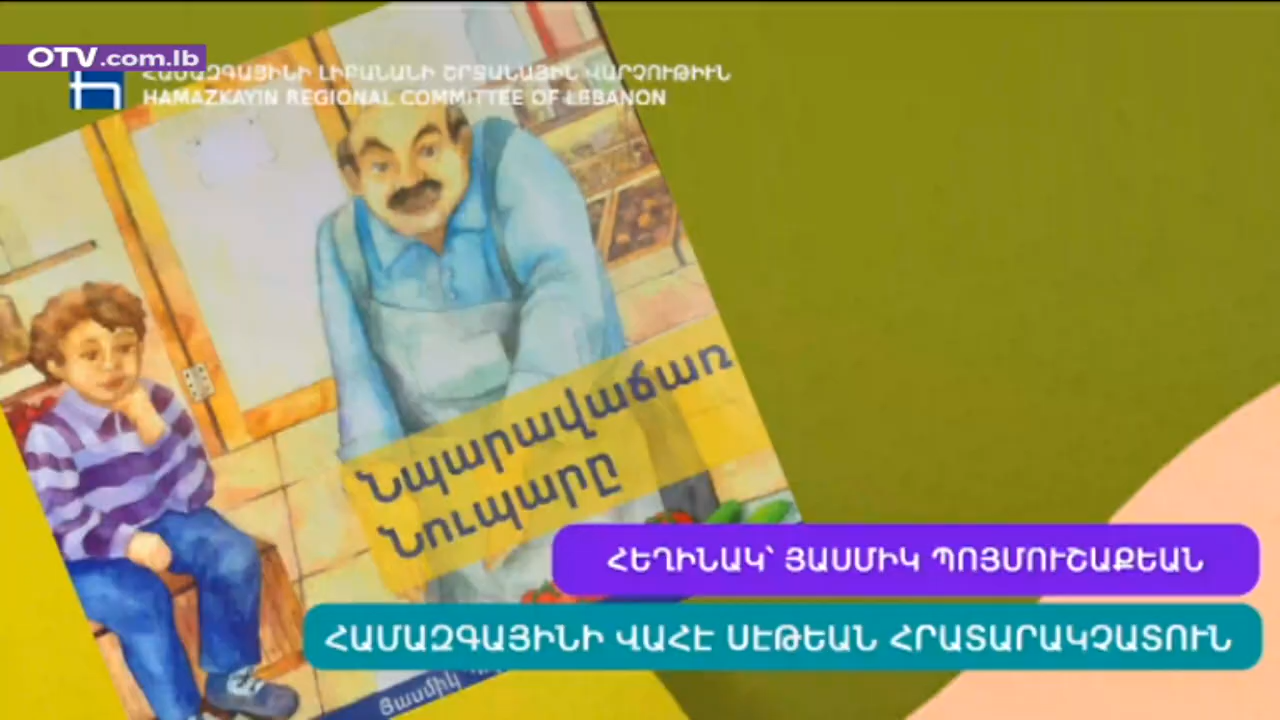 OTV.com.lb
ՀԱՄԱԶԳԱՅԻՆԻ ԼԻԲԱՆԱՆԻ ՇՐՋԱՆԱՅԻՆ ՎԱՐՉՈՒԹԻՒՆ
HAMAZKAYIN REGIONAL COMMITTEE OF LEBANON
Նպարավաճառ
Նուպարը
ՀԵՂԻՆԱԿ՝ ՅԱՍՄԻԿ ՊՈՅՄՈՒՇԱՔԵԱՆ
ՀԱՄԱԶԳԱՅԻՆԻ ՎԱՀԷ ՍԷԹԵԱՆ ՀՐԱՏԱՐԱԿՉԱՏՈՒՆ
Յասմիկ